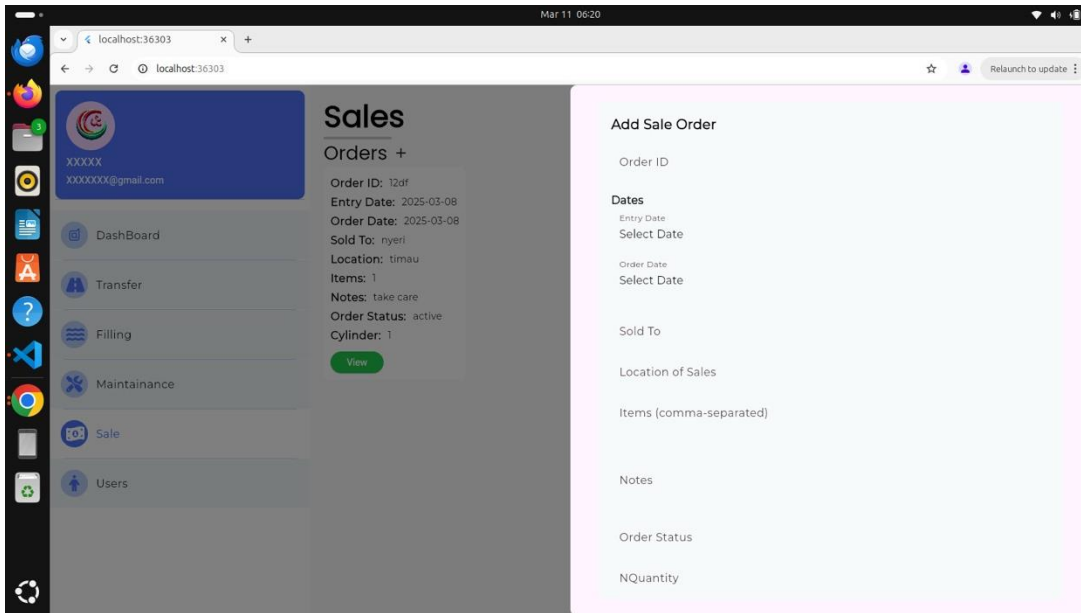 Mar 11 06:20
localhost:36303
localhost:36303
Relaunch to update
3
XXXXX
XXXXXXX@gmail.com
DashBoard
Transfer
Filling
Maintainance
Sale
Users
Sales
Orders +
Order ID: 12df
Entry Date: 2025-03-08
Order Date: 2025-03-08
Sold To: nyeri
Location: timau
Items: 1
Notes: take care
Order Status: active
Cylinder: 1
View
Add Sale Order
Order ID
Dates
Entry Date
Select Date
Order Date
Select Date
Sold To
Location of Sales
Items (comma-separated)
Notes
Order Status
NQuantity